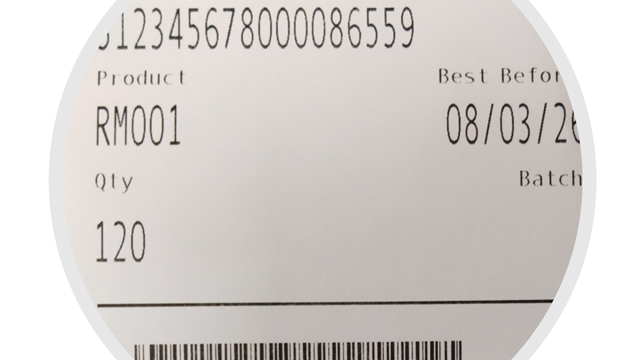 12345678000086559
Product Best Befor
RM001 08/03/26
Qty Batch
120